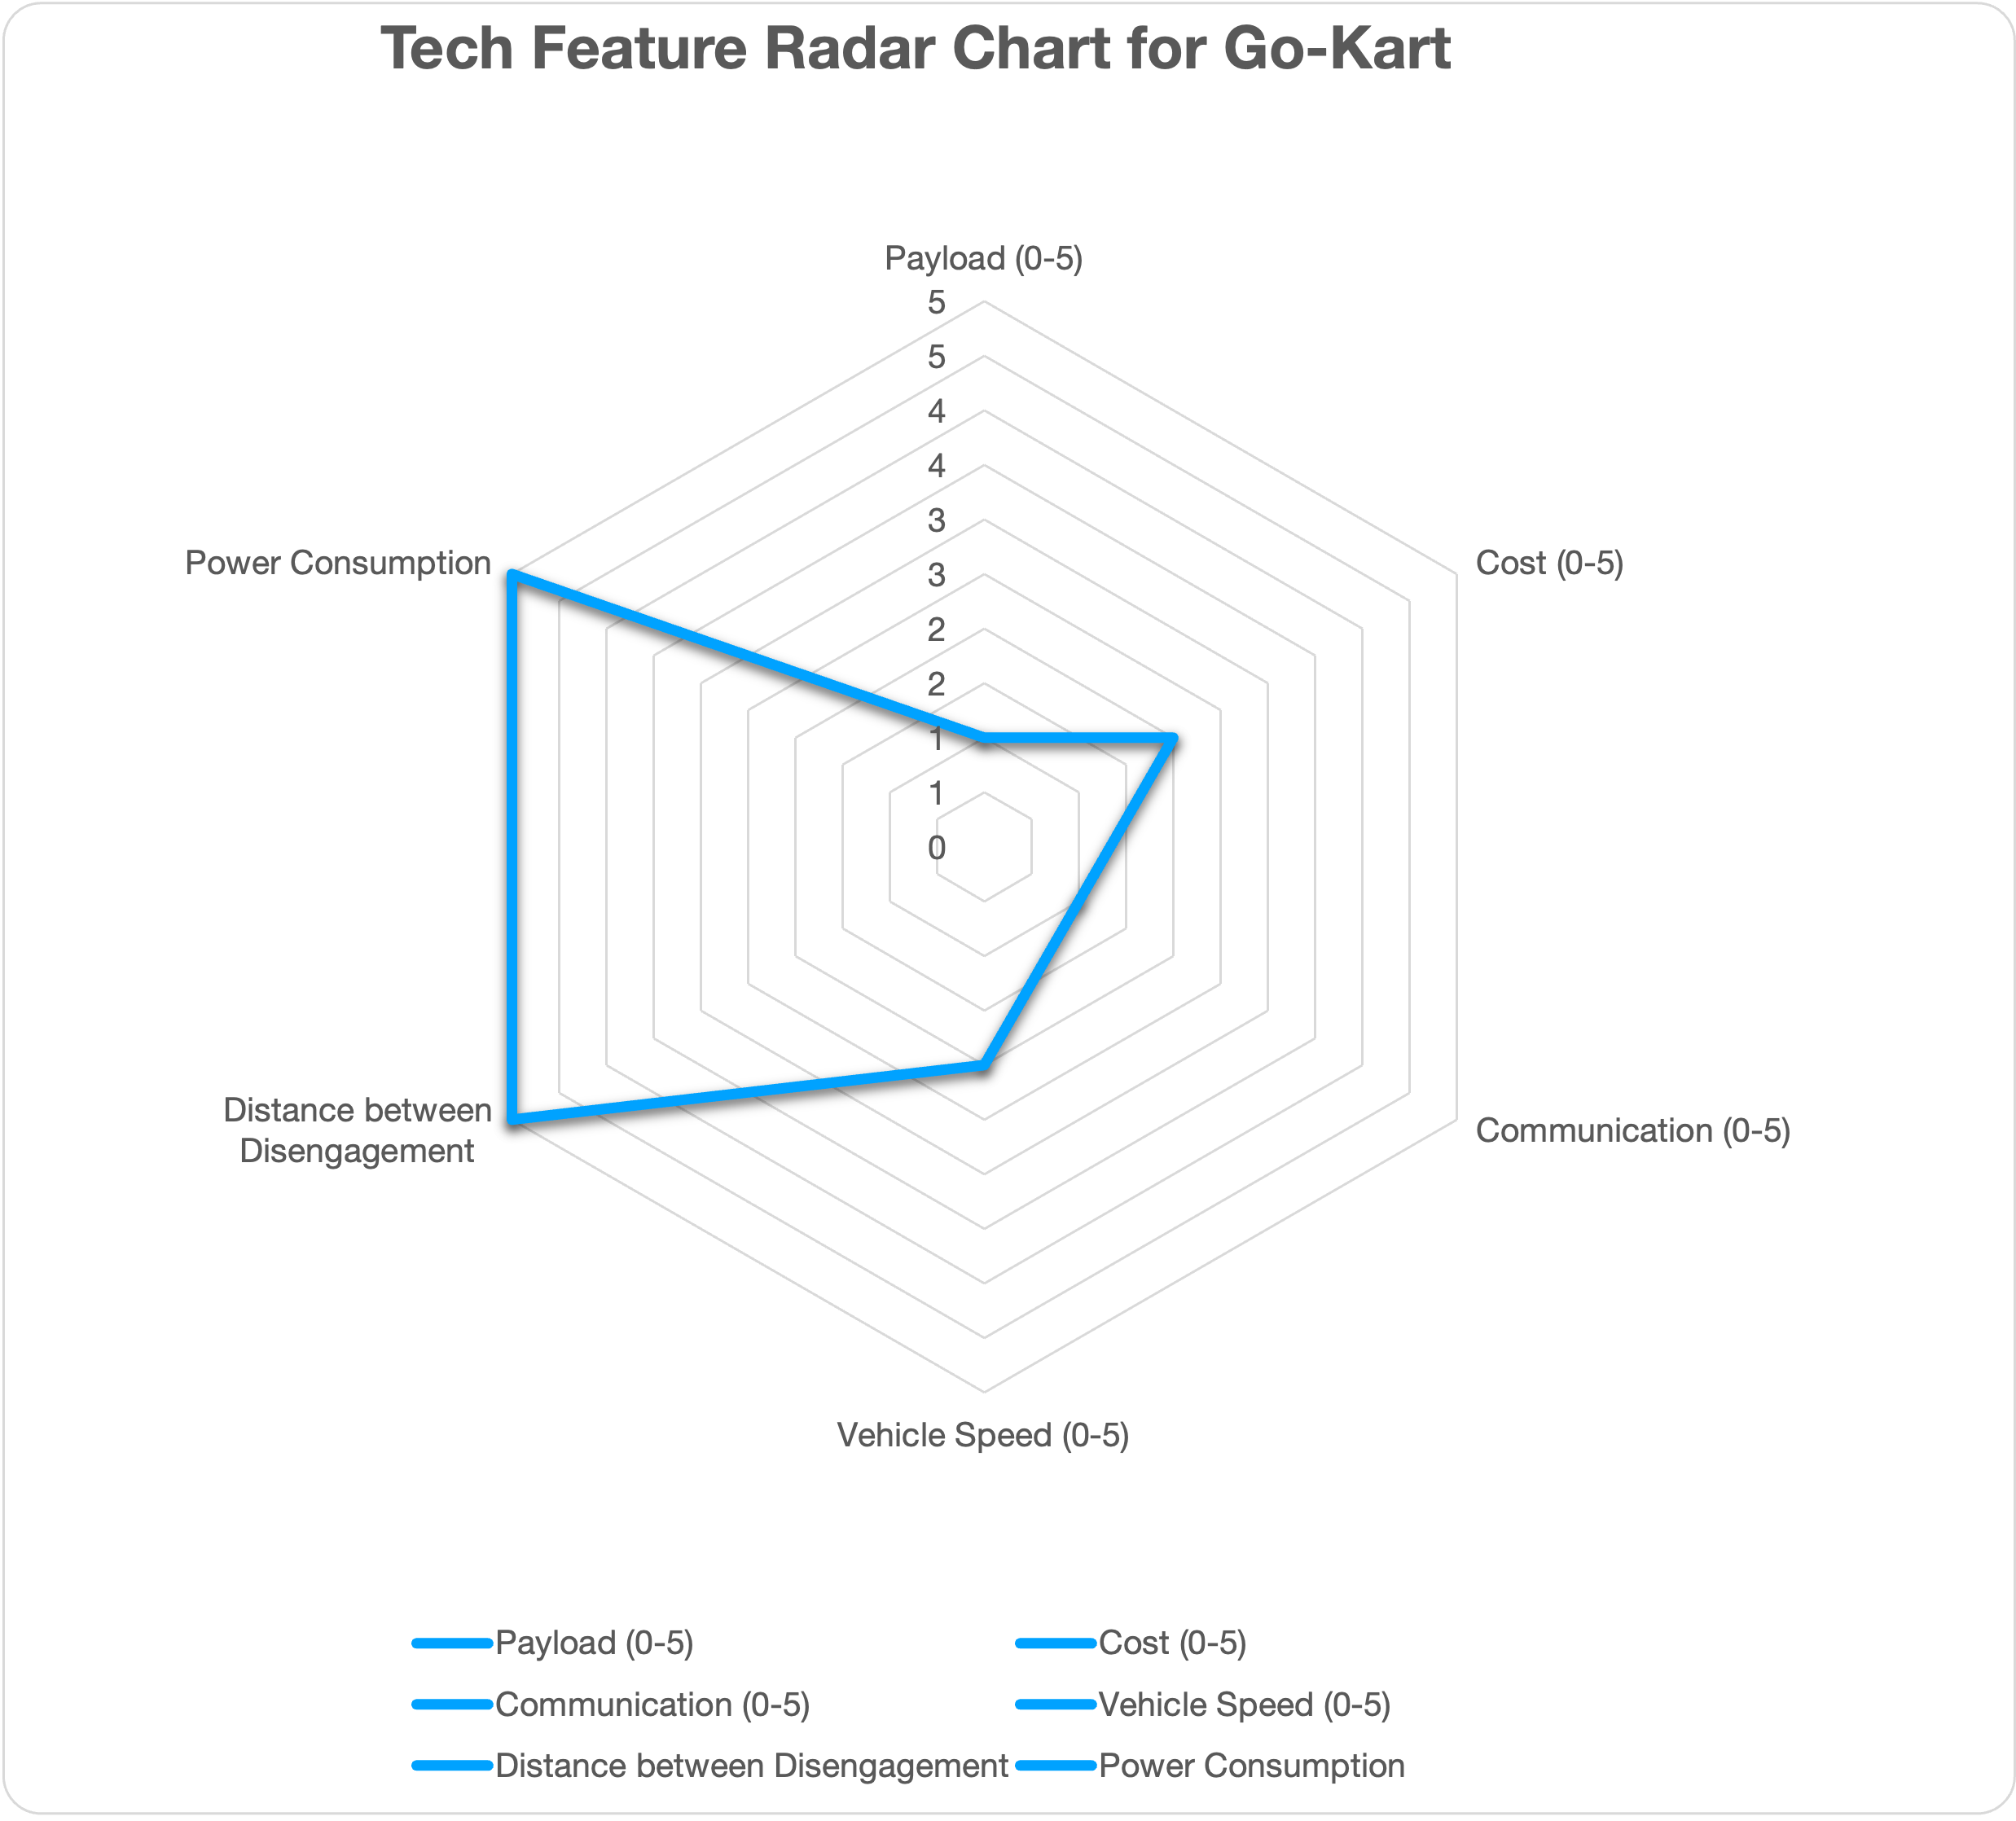 Tech Feature Radar Chart for Go-Kart
Payload (0-5)
5
5
4
4
3
3
2
2
1
1
0
Cost (0-5)
Communication (0-5)
Vehicle Speed (0-5)
Distance between
Disengagement
Power Consumption
Payload (0-5)
Cost (0-5)
Communication (0-5)
Vehicle Speed (0-5)
Distance between Disengagement
Power Consumption